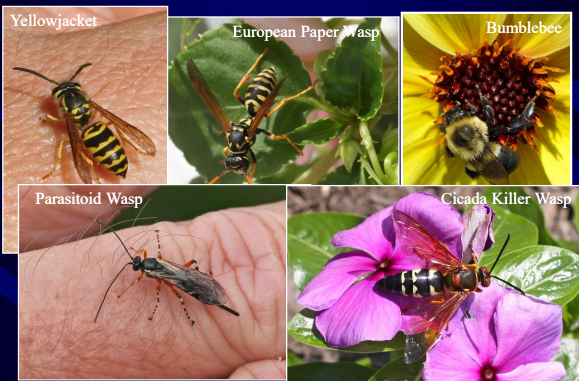 Yellowjacket
European Paper Wasp
Bumblebee
Parasitoid Wasp
Cicada Killer Wasp